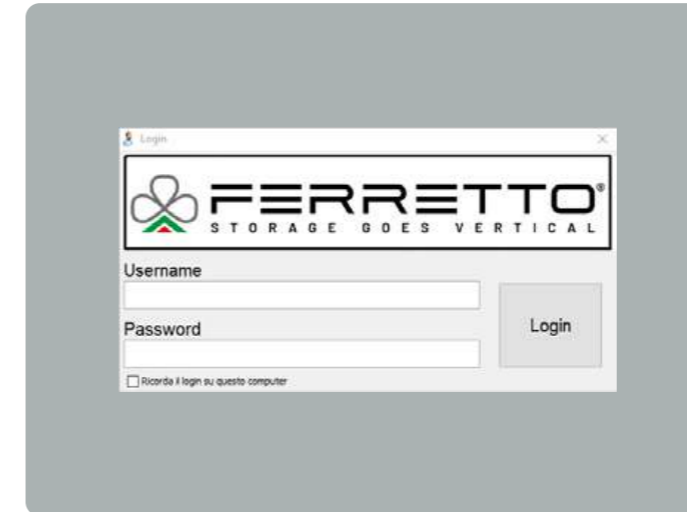 Login
FERRETTO®
STORAGE GOES VERTICAL
Username
Password
Login
Ricorda il login su questo computer